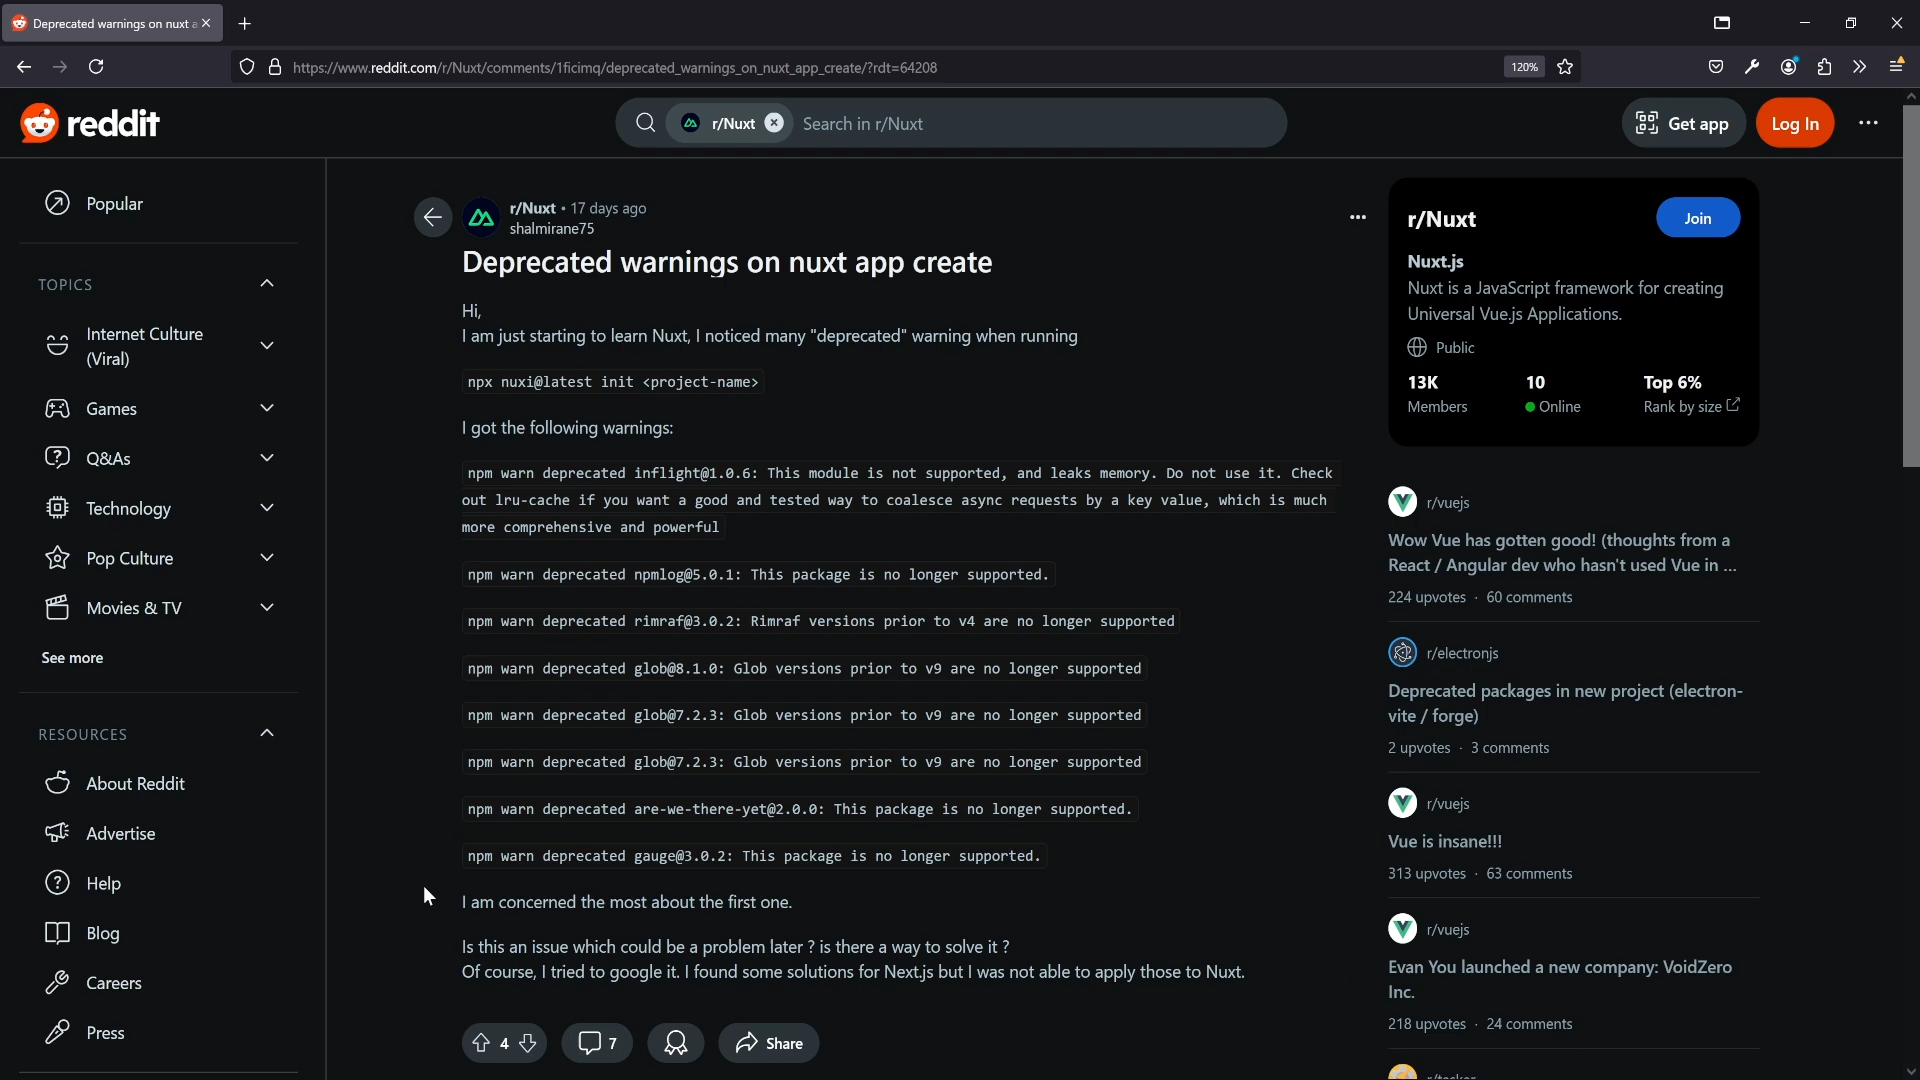 Deprecated warnings on nuxt a
https://www.reddit.com/r/Nuxt/comments/1ficimq/deprecated_warnings_on_nuxt_app_create/?rdt=64208
120%
reddit
r/Nuxt
Search in r/Nuxt
Get app
Log In
Popular
TOPICS
Internet Culture
(Viral)
Games
Q&As
Technology
Pop Culture
Movies & TV
See more
RESOURCES
About Reddit
Advertise
Help
Blog
Careers
Press
r/Nuxt • 17 days ago
shalmirane75
Deprecated warnings on nuxt app create
Hi,
I am just starting to learn Nuxt, I noticed many "deprecated" warning when running
npx nuxi@latest init <project-name>
I got the following warnings:
npm warn deprecated inflight@1.0.6: This module is not supported, and leaks memory. Do not use it. Check
out lru-cache if you want a good and tested way to coalesce async requests by a key value, which is much
more comprehensive and powerful
npm warn deprecated npmlog@5.0.1: This package is no longer supported.
npm warn deprecated rimraf@3.0.2: Rimraf versions prior to v4 are no longer supported
npm warn deprecated glob@8.1.0: Glob versions prior to v9 are no longer supported
npm warn deprecated glob@7.2.3: Glob versions prior to v9 are no longer supported
npm warn deprecated glob@7.2.3: Glob versions prior to v9 are no longer supported
npm warn deprecated are-we-there-yet@2.0.0: This package is no longer supported.
npm warn deprecated gauge@3.0.2: This package is no longer supported.
I am concerned the most about the first one.
Is this an issue which could be a problem later ? is there a way to solve it ?
Of course, I tried to google it. I found some solutions for Next.js but I was not able to apply those to Nuxt.
4
7
Share
r/Nuxt
Join
Nuxt.js
Nuxt is a JavaScript framework for creating
Universal Vue.js Applications.
Public
13K 10 Top 6%
Members Online Rank by size
r/vuejs
Wow Vue has gotten good! (thoughts from a
React / Angular dev who hasn't used Vue in ...
224 upvotes · 60 comments
r/electronjs
Deprecated packages in new project (electron-
vite / forge)
2 upvotes · 3 comments
r/vuejs
Vue is insane!!!
313 upvotes · 63 comments
r/vuejs
Evan You launched a new company: VoidZero
Inc.
218 upvotes · 24 comments